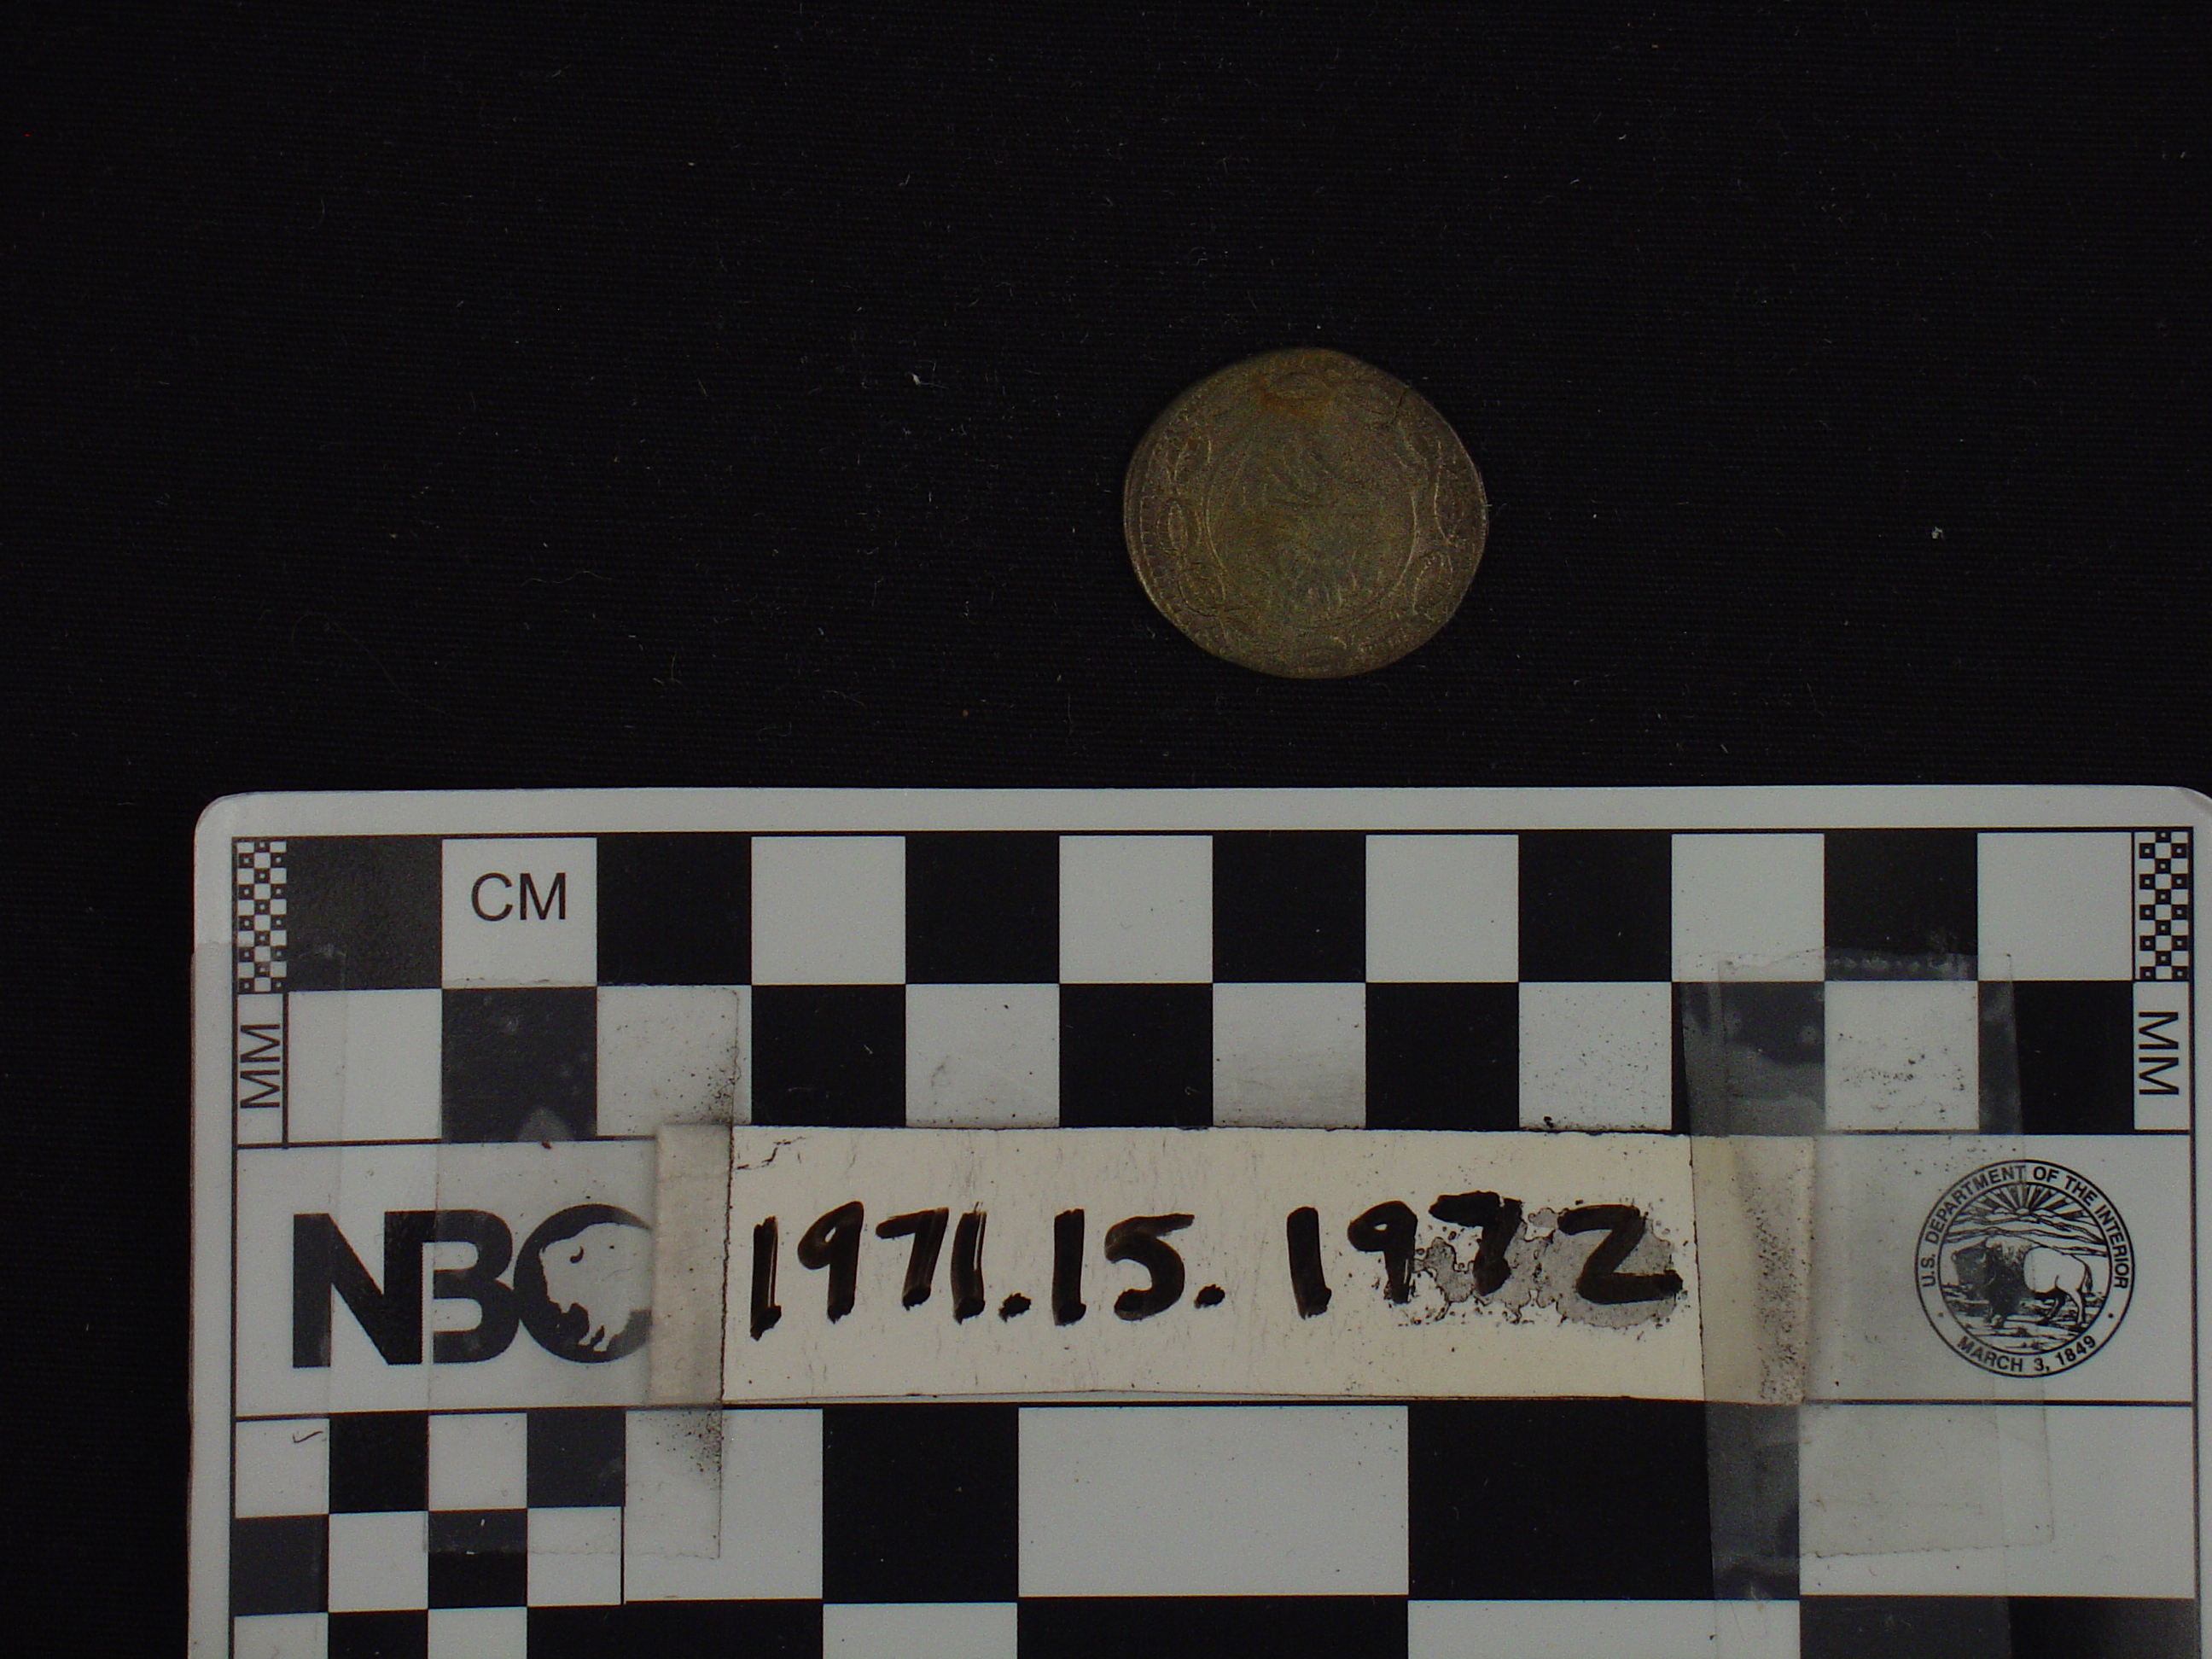 CM
MM
MM
NBC
1971.15.1972
U.S. DEPARTMENT OF THE INTERIOR
MARCH 3, 1849